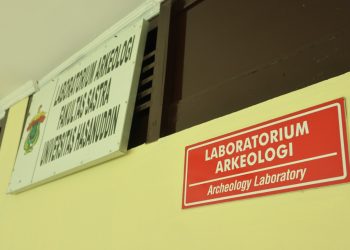 LABORATORIUM ARKEOLOGI
FAKULTAS SASTRA
UNIVERSITAS HASANUDDIN
LABORATORIUM
ARKEOLOGI
Archeology Laboratory